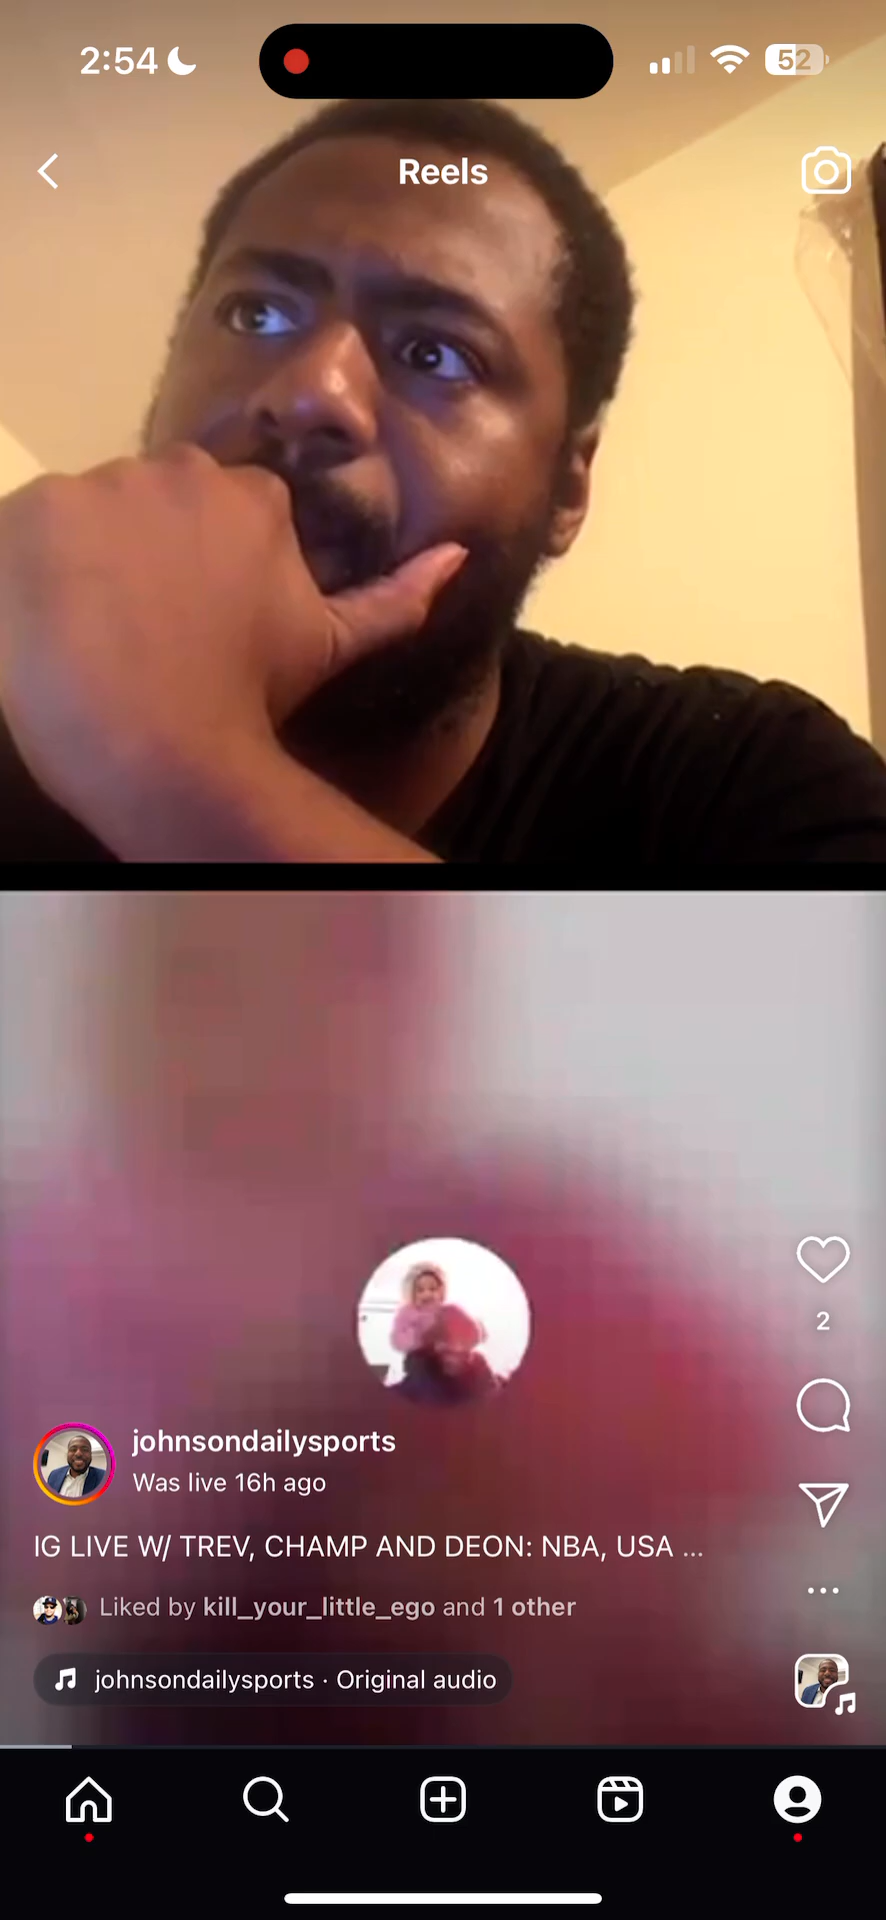 2:54
52
Reels
2
johnsondailysports
Was live 16h ago
IG LIVE W/ TREV, CHAMP AND DEON: NBA, USA ...
Liked by kill_your_little_ego and 1 other
johnsondailysports · Original audio